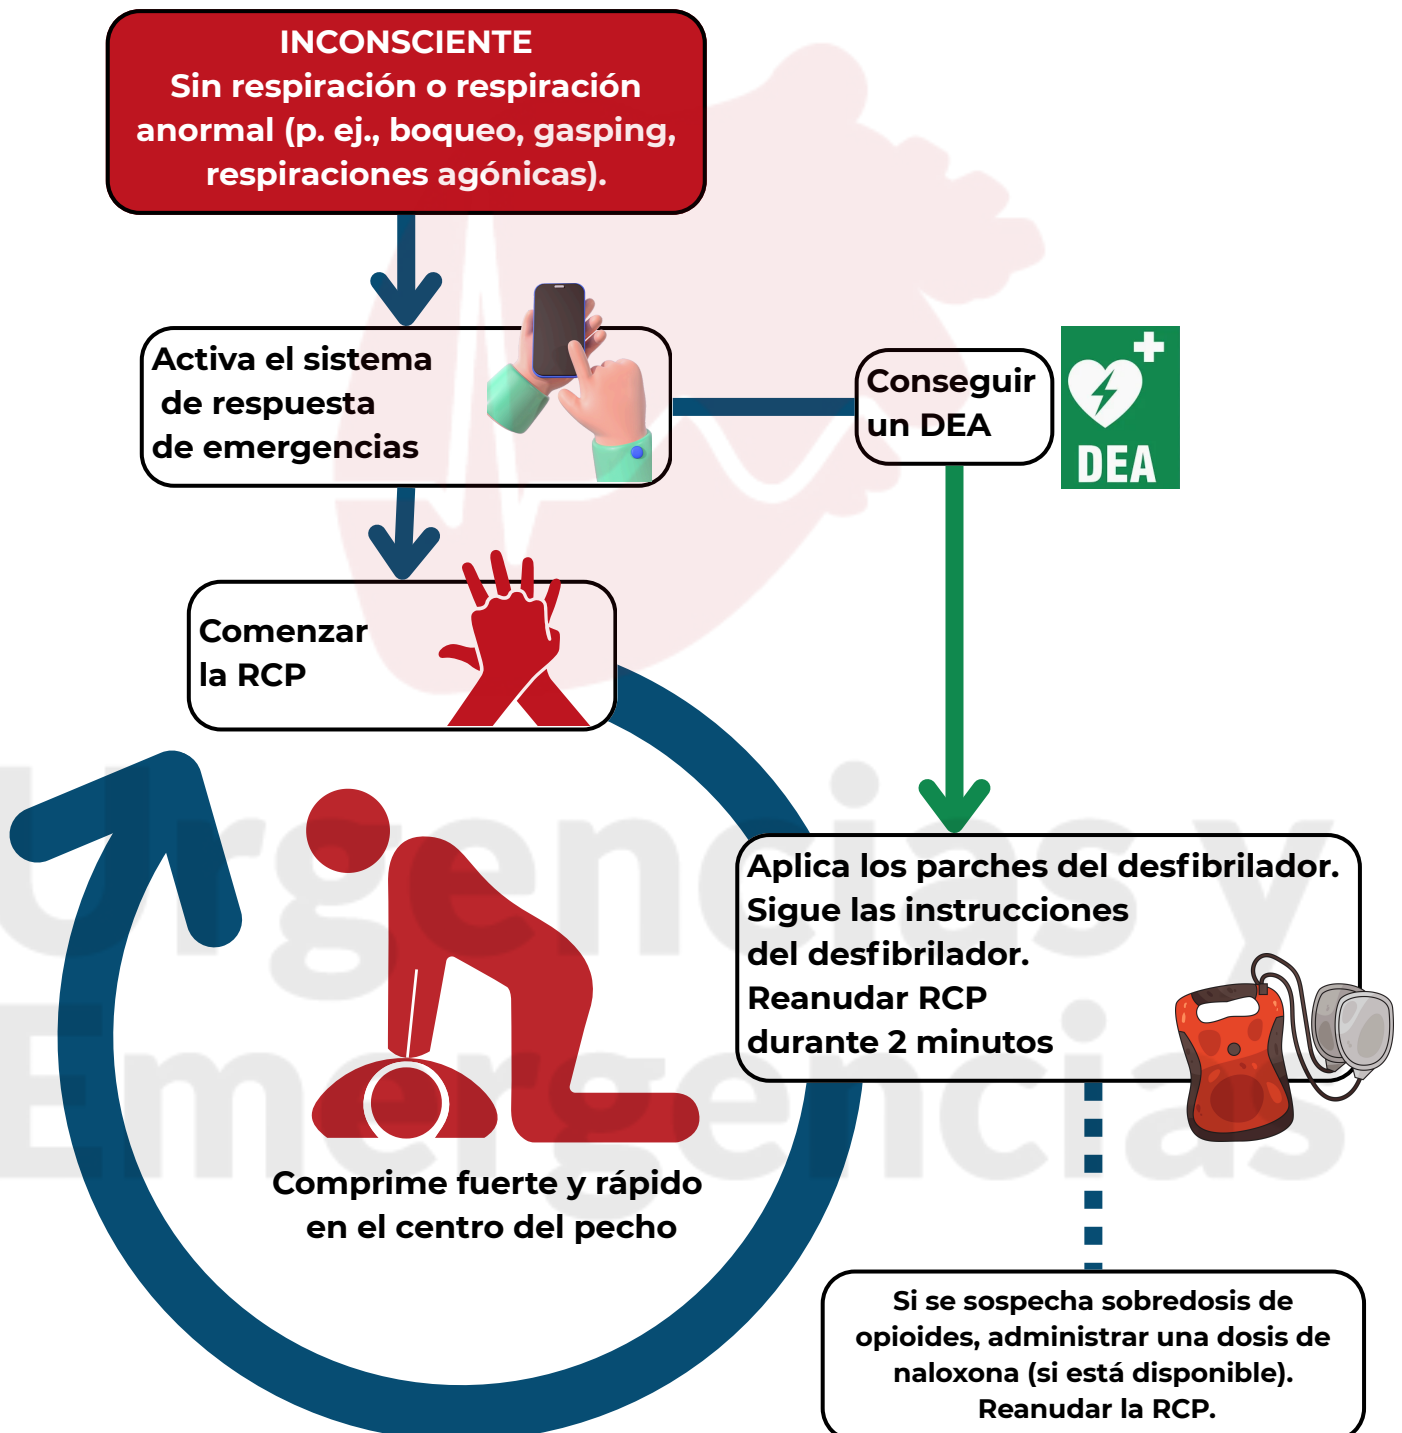 INCONSCIENTE
Sin respiración o respiración
anormal (p. ej., boqueo, gasping,
respiraciones agónicas).
Activa el sistema
de respuesta
de emergencias
Conseguir
un DEA
DEA
Comenzar
la RCP
Aplica los parches del desfibrilador.
Sigue las instrucciones
del desfibrilador.
Reanudar RCP
durante 2 minutos
Urgencias y
Emergencias
Comprime fuerte y rápido
en el centro del pecho
Si se sospecha sobredosis de
opioides, administrar una dosis de
naloxona (si está disponible).
Reanudar la RCP.